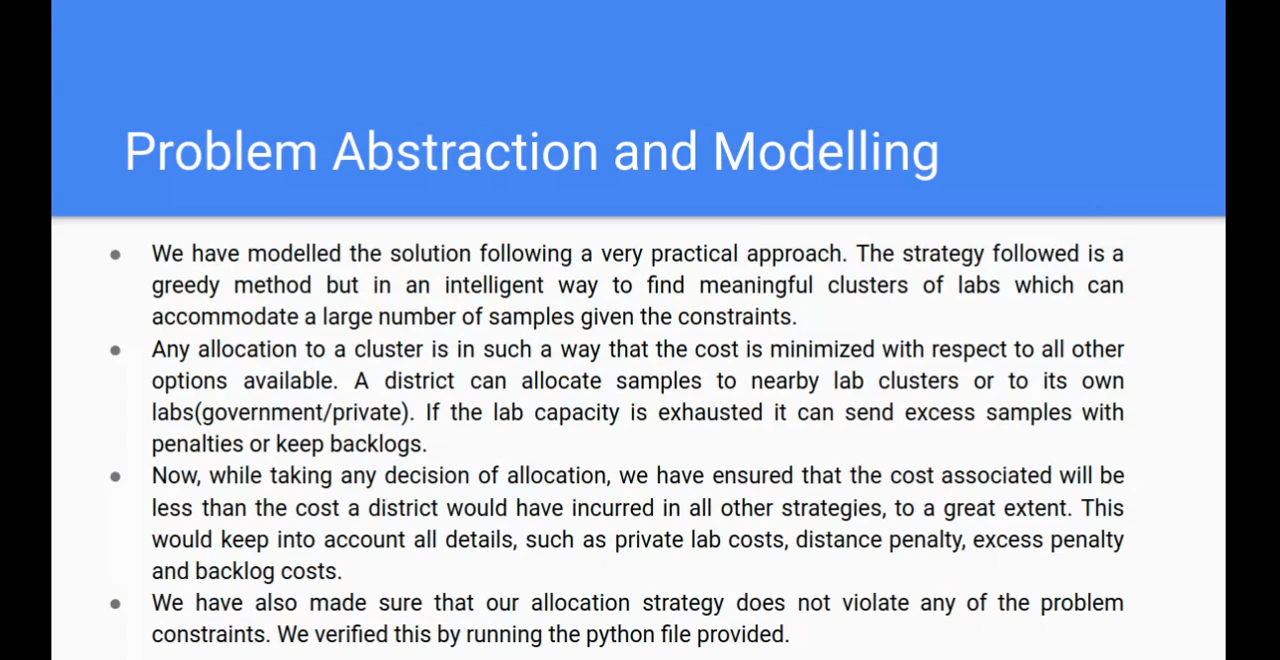 Problem Abstraction and Modelling
● We have modelled the solution following a very practical approach. The strategy followed is a
greedy method but in an intelligent way to find meaningful clusters of labs which can
accommodate a large number of samples given the constraints.
● Any allocation to a cluster is in such a way that the cost is minimized with respect to all other
options available. A district can allocate samples to nearby lab clusters or to its own
labs(government/private). If the lab capacity is exhausted it can send excess samples with
penalties or keep backlogs.
● Now, while taking any decision of allocation, we have ensured that the cost associated will be
less than the cost a district would have incurred in all other strategies, to a great extent. This
would keep into account all details, such as private lab costs, distance penalty, excess penalty
and backlog costs.
● We have also made sure that our allocation strategy does not violate any of the problem
constraints. We verified this by running the python file provided.